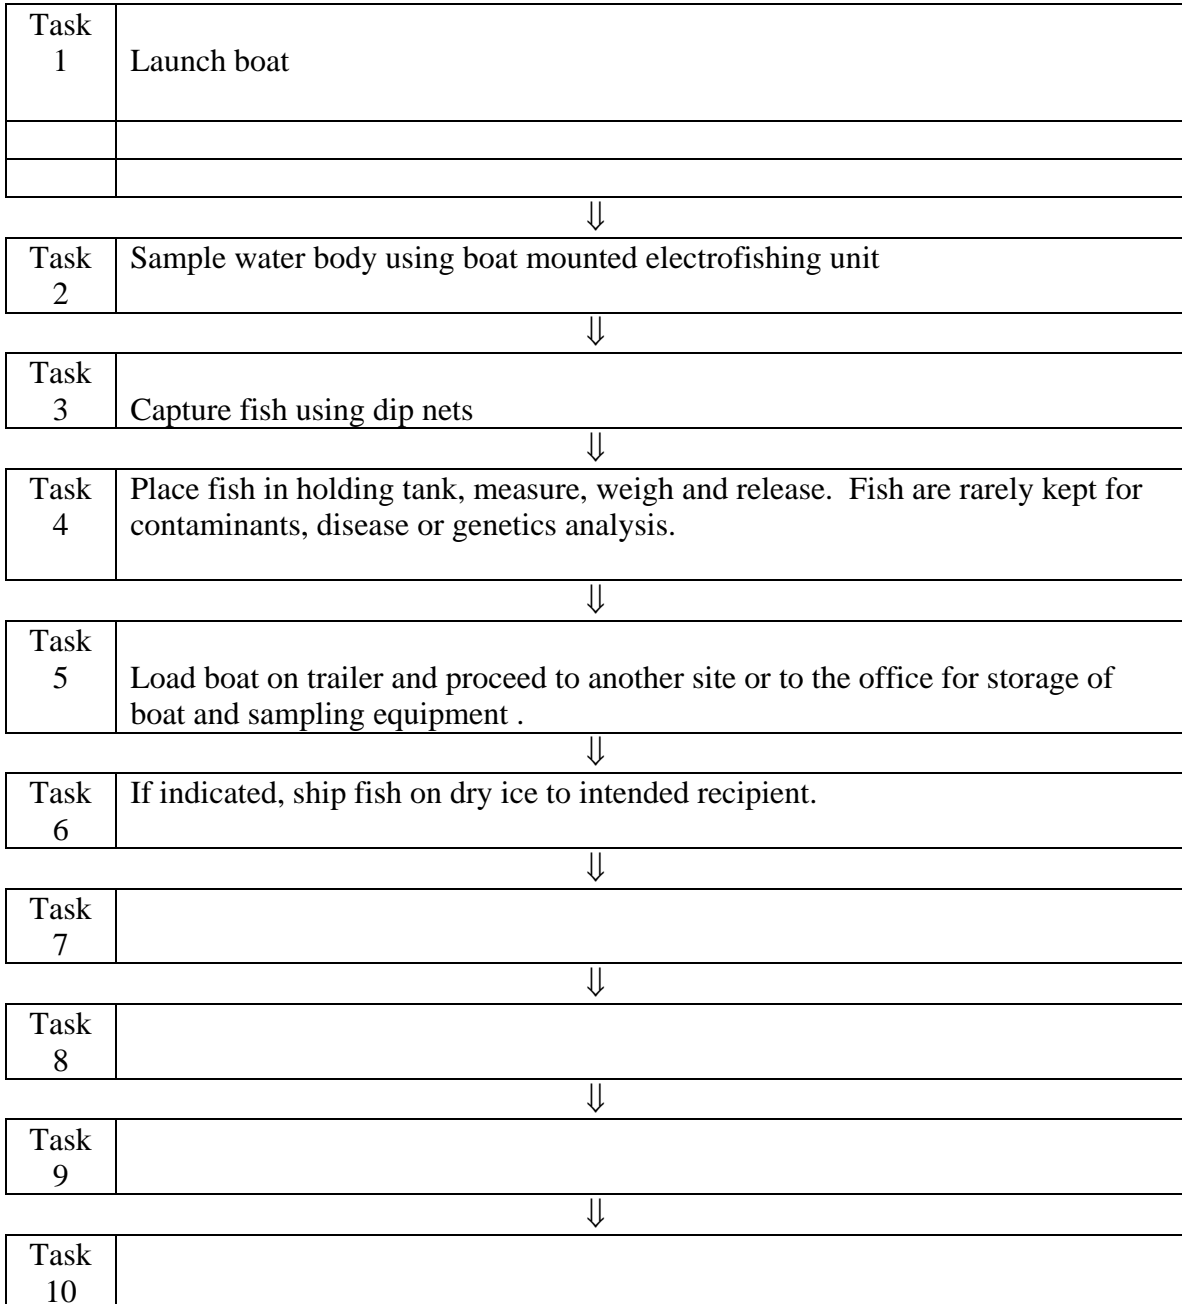 Task
1
Launch boat
⇓
Task
2
Sample water body using boat mounted electrofishing unit
⇓
Task
3
Capture fish using dip nets
⇓
Task
4
Place fish in holding tank, measure, weigh and release.  Fish are rarely kept for
contaminants, disease or genetics analysis.
⇓
Task
5
Load boat on trailer and proceed to another site or to the office for storage of
boat and sampling equipment .
⇓
Task
6
If indicated, ship fish on dry ice to intended recipient.
⇓
Task
7
⇓
Task
8
⇓
Task
9
⇓
Task
10